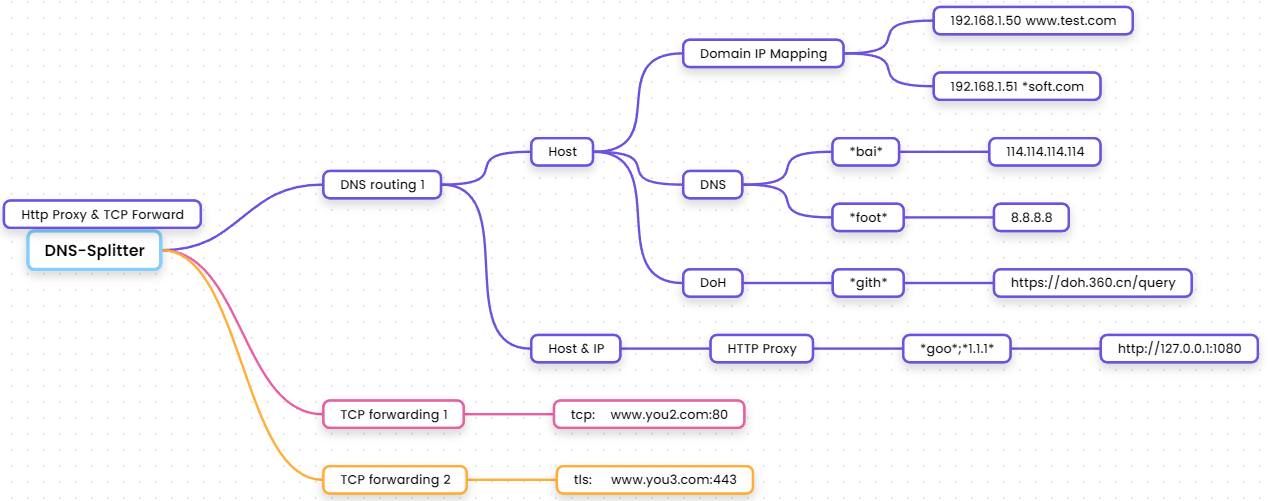 Http Proxy & TCP Forward
DNS-Splitter
DNS routing 1
Host
Domain IP Mapping
192.168.1.50 www.test.com
192.168.1.51 *soft.com
DNS
*bai*
114.114.114.114
*foot*
8.8.8.8
DoH
*gith*
https://doh.360.cn/query
Host & IP
HTTP Proxy
*goo*;*1.1.1*
http://127.0.0.1:1080
TCP forwarding 1
tcp: www.you2.com:80
TCP forwarding 2
tls: www.you3.com:443